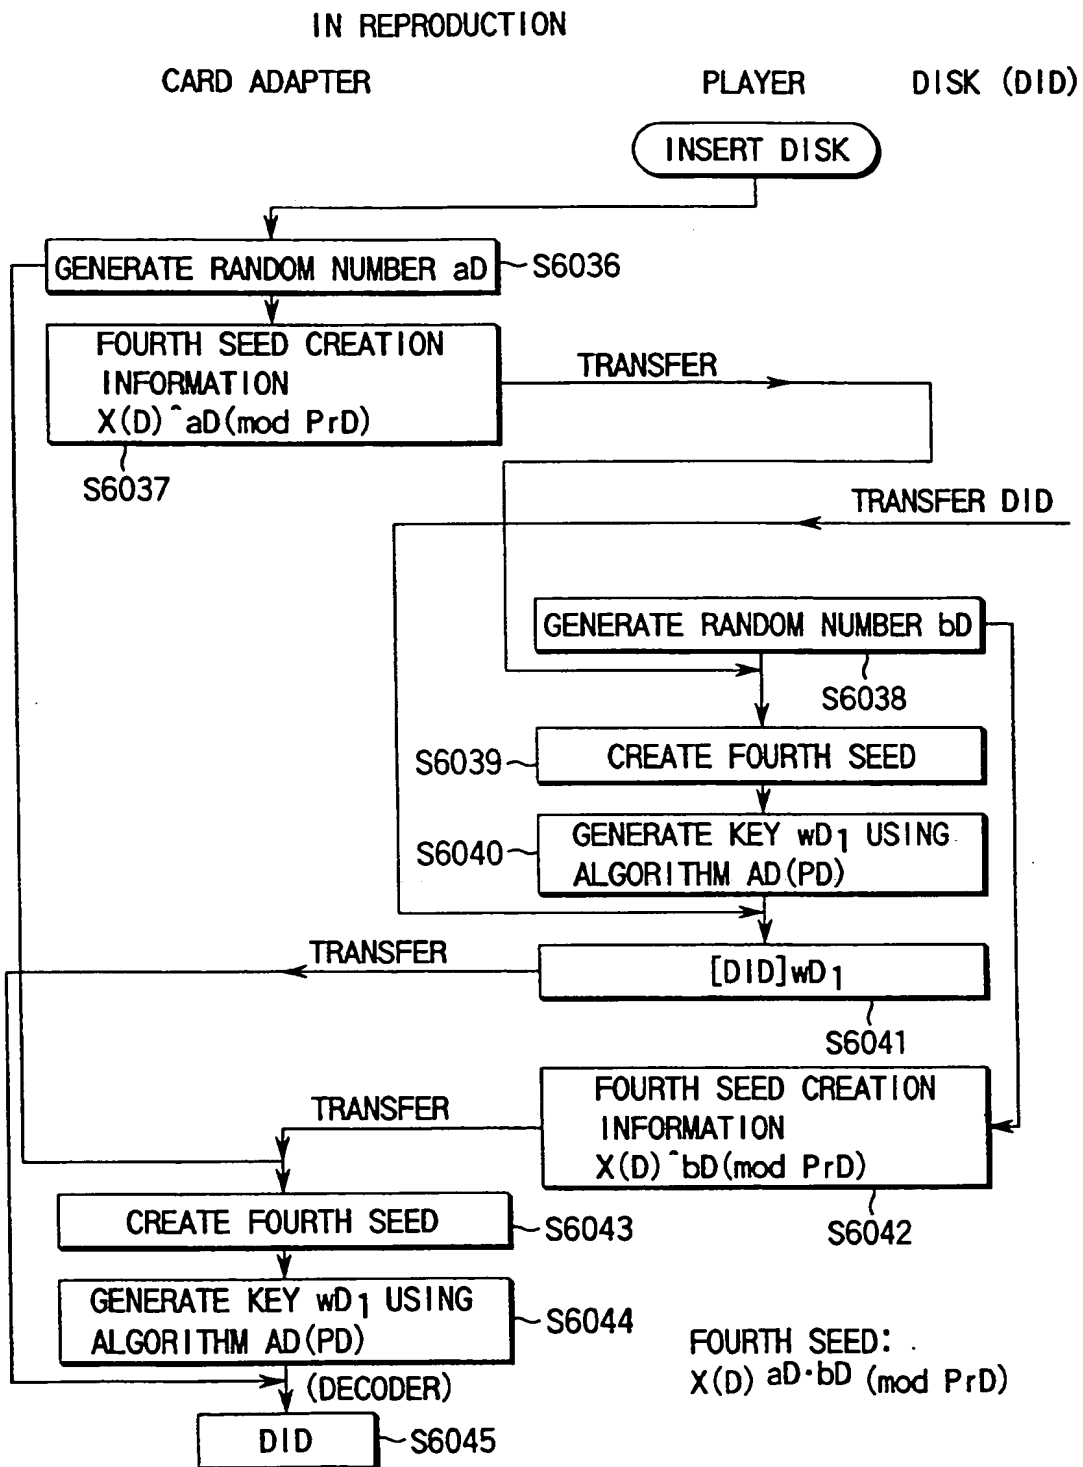 IN REPRODUCTION
CARD ADAPTER
PLAYER
DISK (DID)
INSERT DISK
GENERATE RANDOM NUMBER aD
S6036
FOURTH SEED CREATION
INFORMATION
X(D)^aD(mod PrD)
S6037
TRANSFER
TRANSFER DID
GENERATE RANDOM NUMBER bD
S6038
CREATE FOURTH SEED
S6039
GENERATE KEY wD1 USING
ALGORITHM AD(PD)
S6040
[DID]wD1
S6041
TRANSFER
FOURTH SEED CREATION
INFORMATION
X(D)^bD(mod PrD)
S6042
TRANSFER
CREATE FOURTH SEED
S6043
GENERATE KEY wD1 USING
ALGORITHM AD(PD)
S6044
(DECODER)
DID
S6045
FOURTH SEED:
X(D) aD·bD (mod PrD)